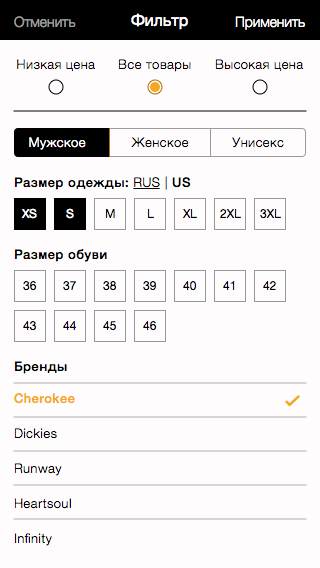 Отменить Фильтр Применить
Низкая цена Все товары Высокая цена
Мужское Женское Унисекс
Размер одежды: RUS | US
XS S M L XL 2XL 3XL
Размер обуви
36 37 38 39 40 41 42
43 44 45 46
Бренды
Cherokee
Dickies
Runway
Heartsoul
Infinity